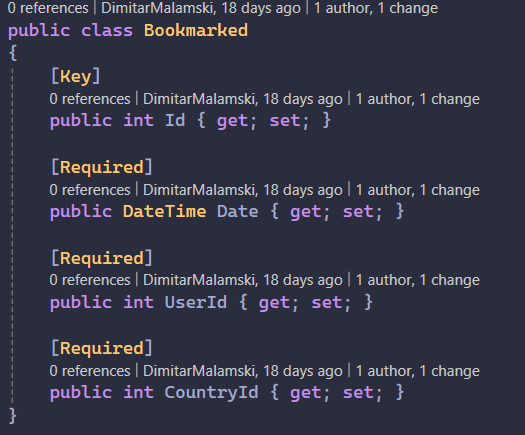 0 references | DimitarMalamski, 18 days ago | 1 author, 1 change
public class Bookmarked
{
[Key]
0 references | DimitarMalamski, 18 days ago | 1 author, 1 change
public int Id { get; set; }
[Required]
0 references | DimitarMalamski, 18 days ago | 1 author, 1 change
public DateTime Date { get; set; }
[Required]
0 references | DimitarMalamski, 18 days ago | 1 author, 1 change
public int UserId { get; set; }
[Required]
0 references | DimitarMalamski, 18 days ago | 1 author, 1 change
public int CountryId { get; set; }
}